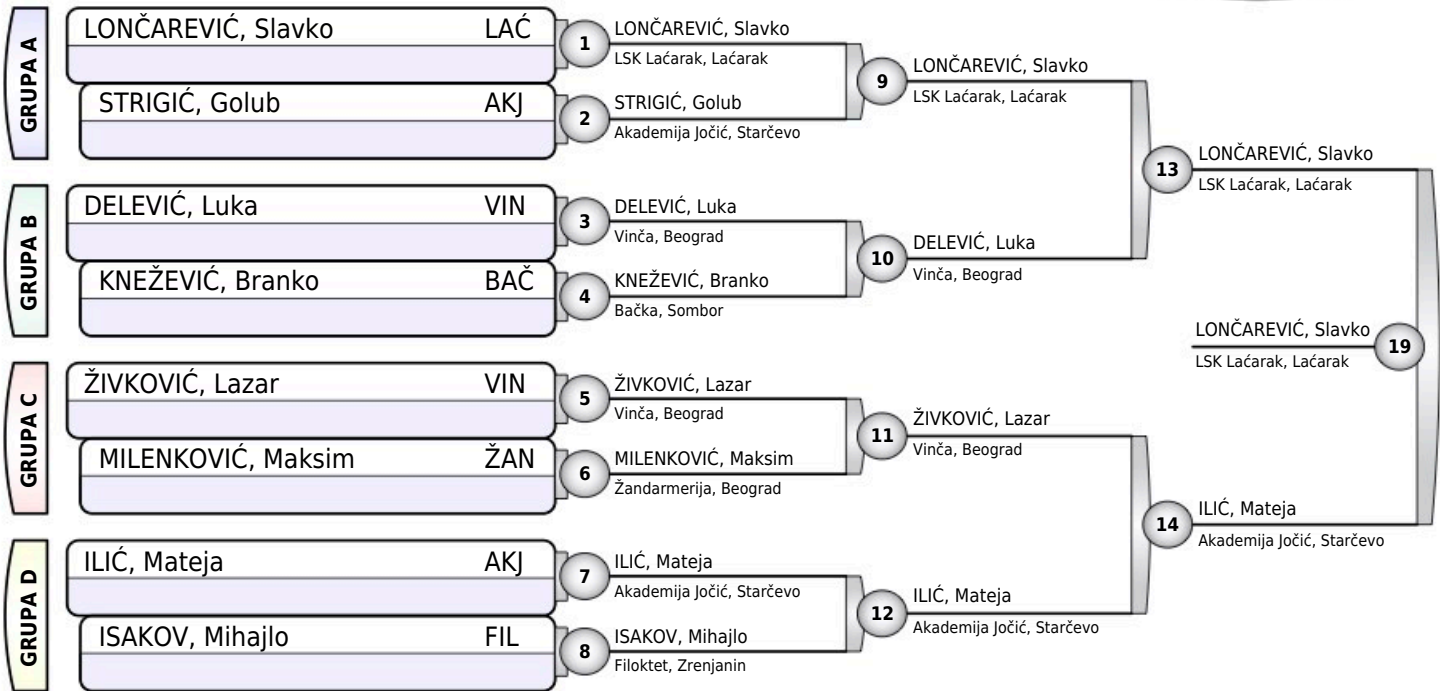 GRUPA A
LONČAREVIĆ, Slavko LAĆ
STRIGIĆ, Golub AKJ
GRUPA B
DELEVIĆ, Luka VIN
KNEŽEVIĆ, Branko BAČ
GRUPA C
ŽIVKOVIĆ, Lazar VIN
MILENKOVIĆ, Maksim ŽAN
GRUPA D
ILIĆ, Mateja AKJ
ISAKOV, Mihajlo FIL
1 LONČAREVIĆ, Slavko
LSK Laćarak, Laćarak
2 STRIGIĆ, Golub
Akademija Jočić, Starčevo
3 DELEVIĆ, Luka
Vinča, Beograd
4 KNEŽEVIĆ, Branko
Bačka, Sombor
5 ŽIVKOVIĆ, Lazar
Vinča, Beograd
6 MILENKOVIĆ, Maksim
Žandarmerija, Beograd
7 ILIĆ, Mateja
Akademija Jočić, Starčevo
8 ISAKOV, Mihajlo
Filoktet, Zrenjanin
9 LONČAREVIĆ, Slavko
LSK Laćarak, Laćarak
10 DELEVIĆ, Luka
Vinča, Beograd
11 ŽIVKOVIĆ, Lazar
Vinča, Beograd
12 ILIĆ, Mateja
Akademija Jočić, Starčevo
13 LONČAREVIĆ, Slavko
LSK Laćarak, Laćarak
14 ILIĆ, Mateja
Akademija Jočić, Starčevo
LONČAREVIĆ, Slavko 19
LSK Laćarak, Laćarak